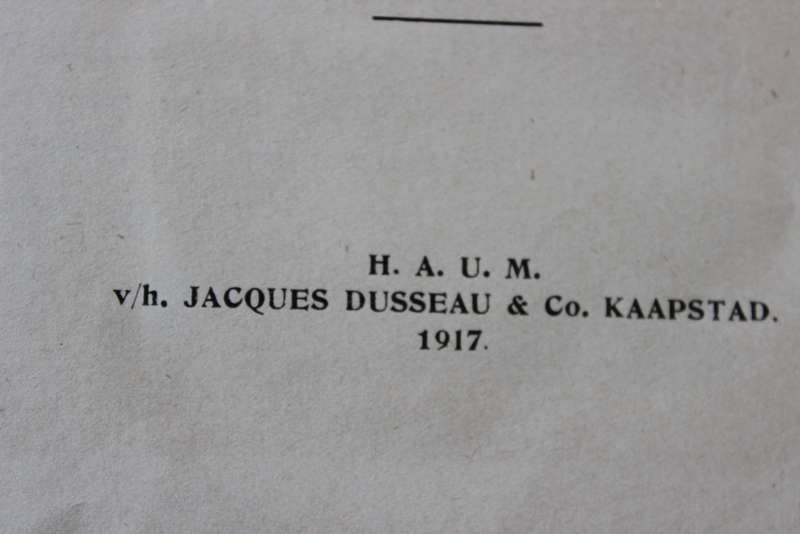 H. A. U. M.
v/h. JACQUES DUSSEAU & Co. KAAPSTAD.
1917.